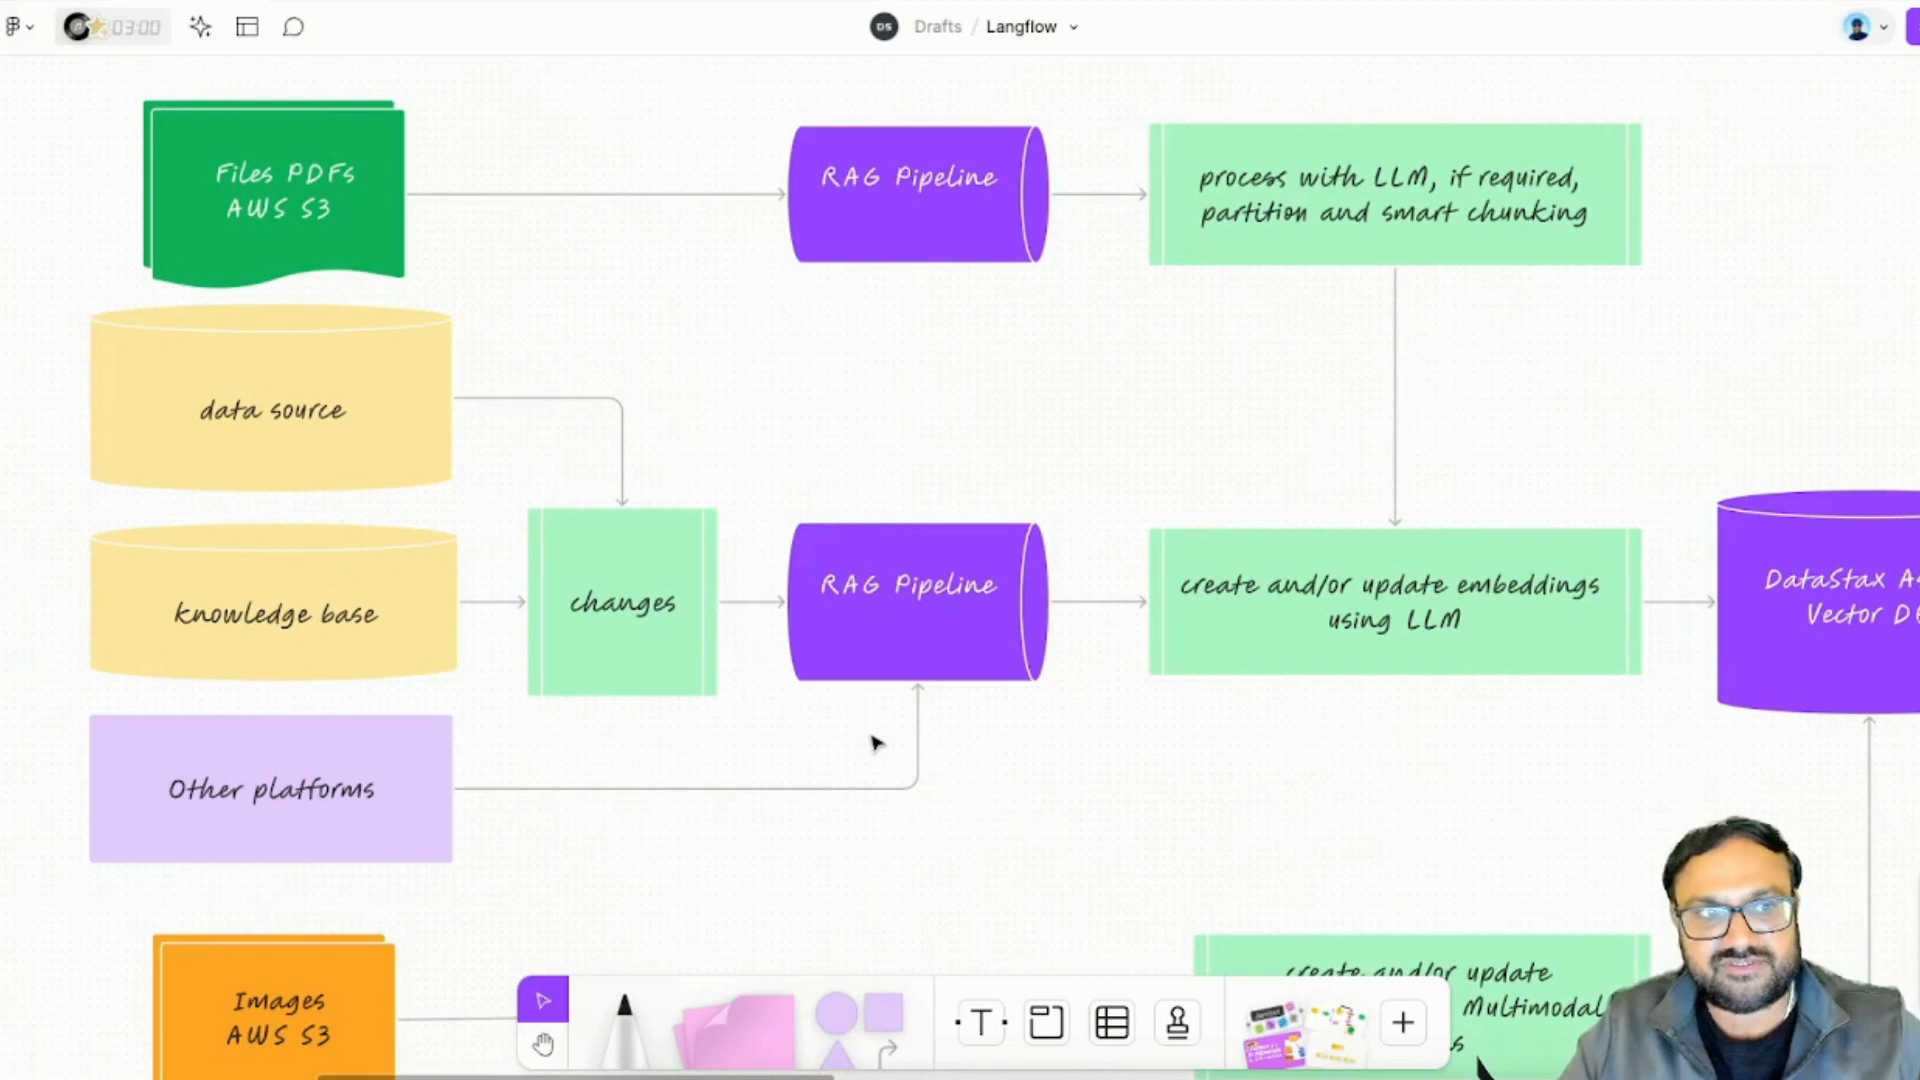 03:00
DS Drafts / Langflow
Files PDFs
AWS S3
RAG Pipeline
process with LLM, if required,
partition and smart chunking
data source
knowledge base
changes
RAG Pipeline
create and/or update embeddings
using LLM
DataStax
Vector
Other platforms
Images
AWS S3
create and/or update
Multimodal
T